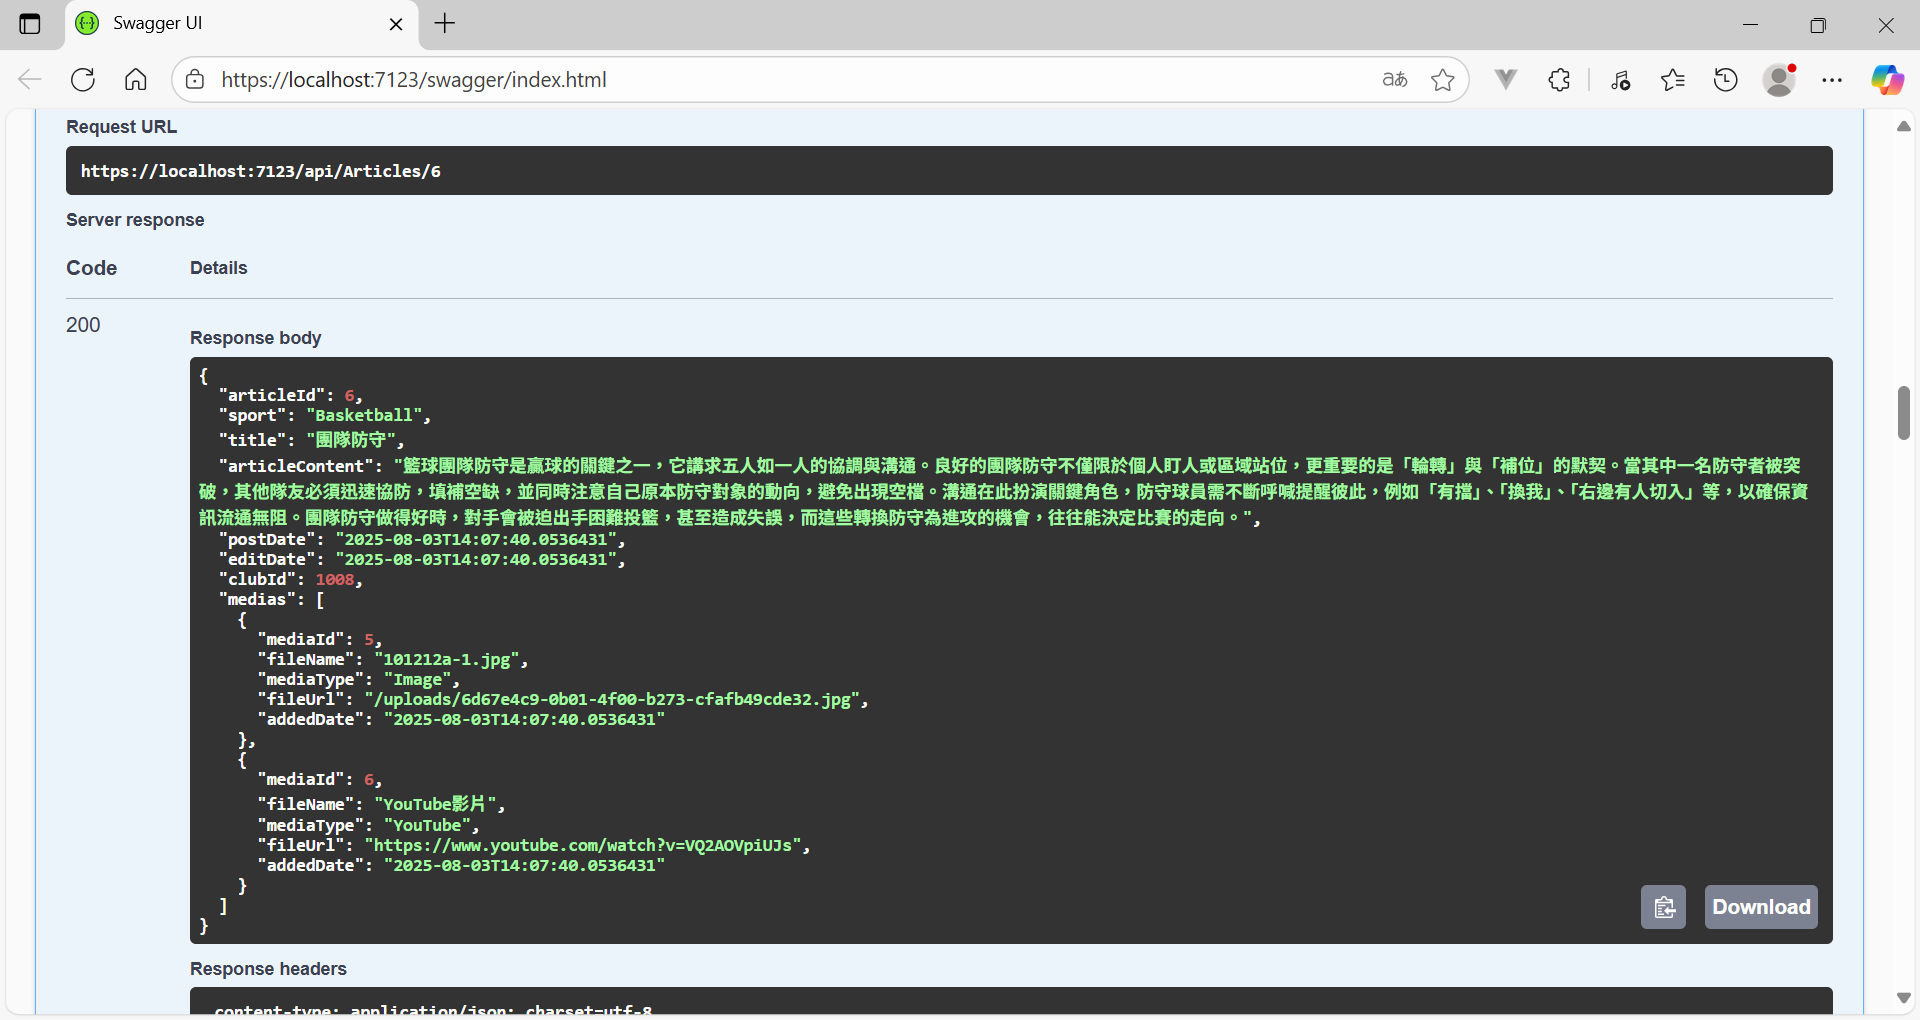 Swagger UI
https://localhost:7123/swagger/index.html
aあ
Request URL
https://localhost:7123/api/Articles/6
Server response
Code Details
200
Response body
{
"articleId": 6,
"sport": "Basketball",
"title": "團隊防守",
"articleContent": "籃球團隊防守是贏球的關鍵之一，它講求五人如一人的協調與溝通。良好的團隊防守不僅限於個人盯人或區域站位，更重要的是「輪轉」與「補位」的默契。當其中一名防守者被突
破，其他隊友必須迅速協防，填補空缺，並同時注意自己原本防守對象的動向，避免出現空檔。溝通在此扮演關鍵角色，防守球員需不斷呼喊提醒彼此，例如「有擋」、「換我」、「右邊有人切入」等，以確保資
訊流通無阻。團隊防守做得好時，對手會被迫出手困難投籃，甚至造成失誤，而這些轉換防守為進攻的機會，往往能決定比賽的走向。",
"postDate": "2025-08-03T14:07:40.0536431",
"editDate": "2025-08-03T14:07:40.0536431",
"clubId": 1008,
"medias": [
{
"mediaId": 5,
"fileName": "101212a-1.jpg",
"mediaType": "Image",
"fileUrl": "/uploads/6d67e4c9-0b01-4f00-b273-cfafb49cde32.jpg",
"addedDate": "2025-08-03T14:07:40.0536431"
},
{
"mediaId": 6,
"fileName": "YouTube影片",
"mediaType": "YouTube",
"fileUrl": "https://www.youtube.com/watch?v=VQ2AOVpiUJs",
"addedDate": "2025-08-03T14:07:40.0536431"
}
]
}
Download
Response headers
content-type: application/json; charset=utf-8